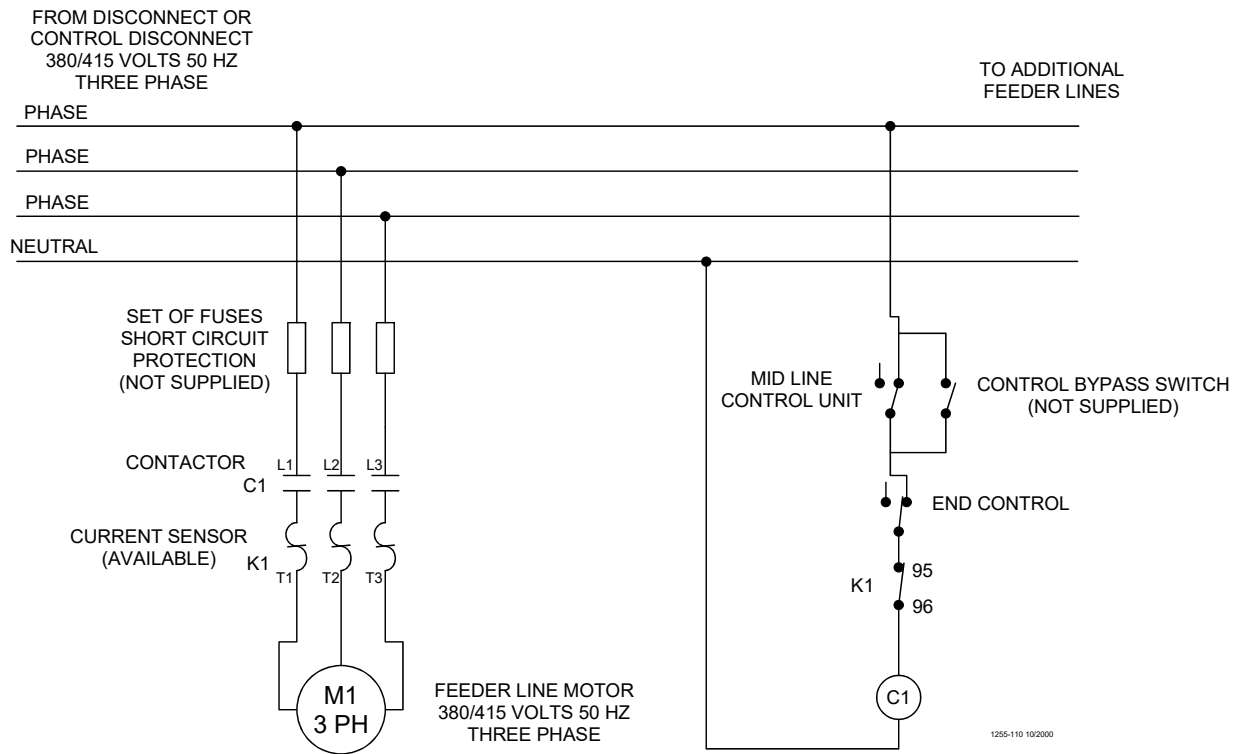 FROM DISCONNECT OR
CONTROL DISCONNECT
380/415 VOLTS 50 HZ
THREE PHASE
TO ADDITIONAL
FEEDER LINES
PHASE
PHASE
PHASE
NEUTRAL
SET OF FUSES
SHORT CIRCUIT
PROTECTION
(NOT SUPPLIED)
MID LINE
CONTROL UNIT
CONTROL BYPASS SWITCH
(NOT SUPPLIED)
CONTACTOR
C1
L1
L2
L3
END CONTROL
CURRENT SENSOR
(AVAILABLE)
K1
T1
T2
T3
K1
95
96
M1
3 PH
FEEDER LINE MOTOR
380/415 VOLTS 50 HZ
THREE PHASE
C1
1255-110 10/2000